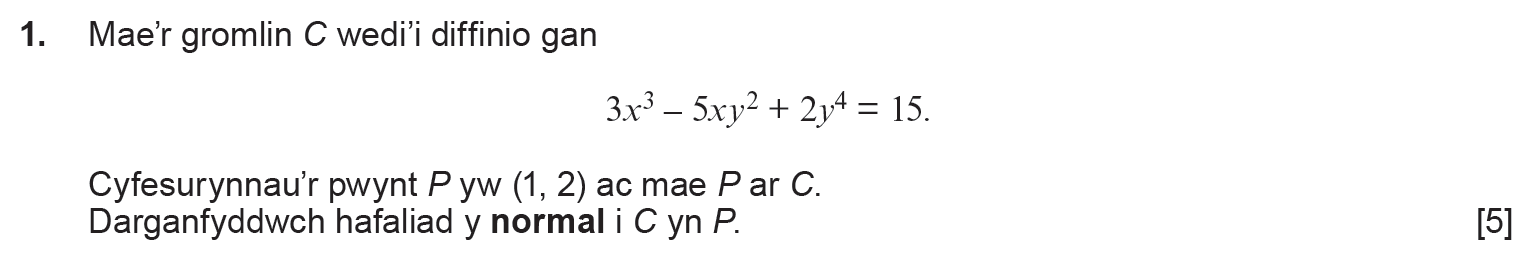 1. Mae’r gromlin C wedi’i diffinio gan
3x³ – 5xy² + 2y⁴ = 15.
Cyfesurynnau’r pwynt P yw (1, 2) ac mae P ar C.
Darganfyddwch hafaliad y normal i C yn P. [5]